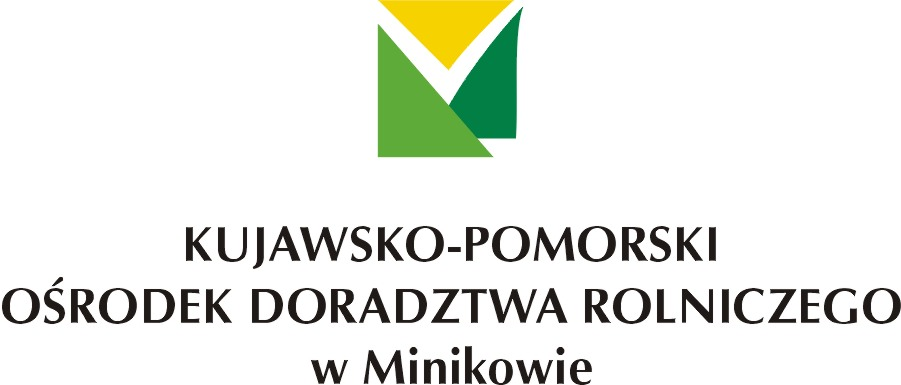 KUJAWSKO-POMORSKI
OŚRODEK DORADZTWA ROLNICZEGO
w Minikowie